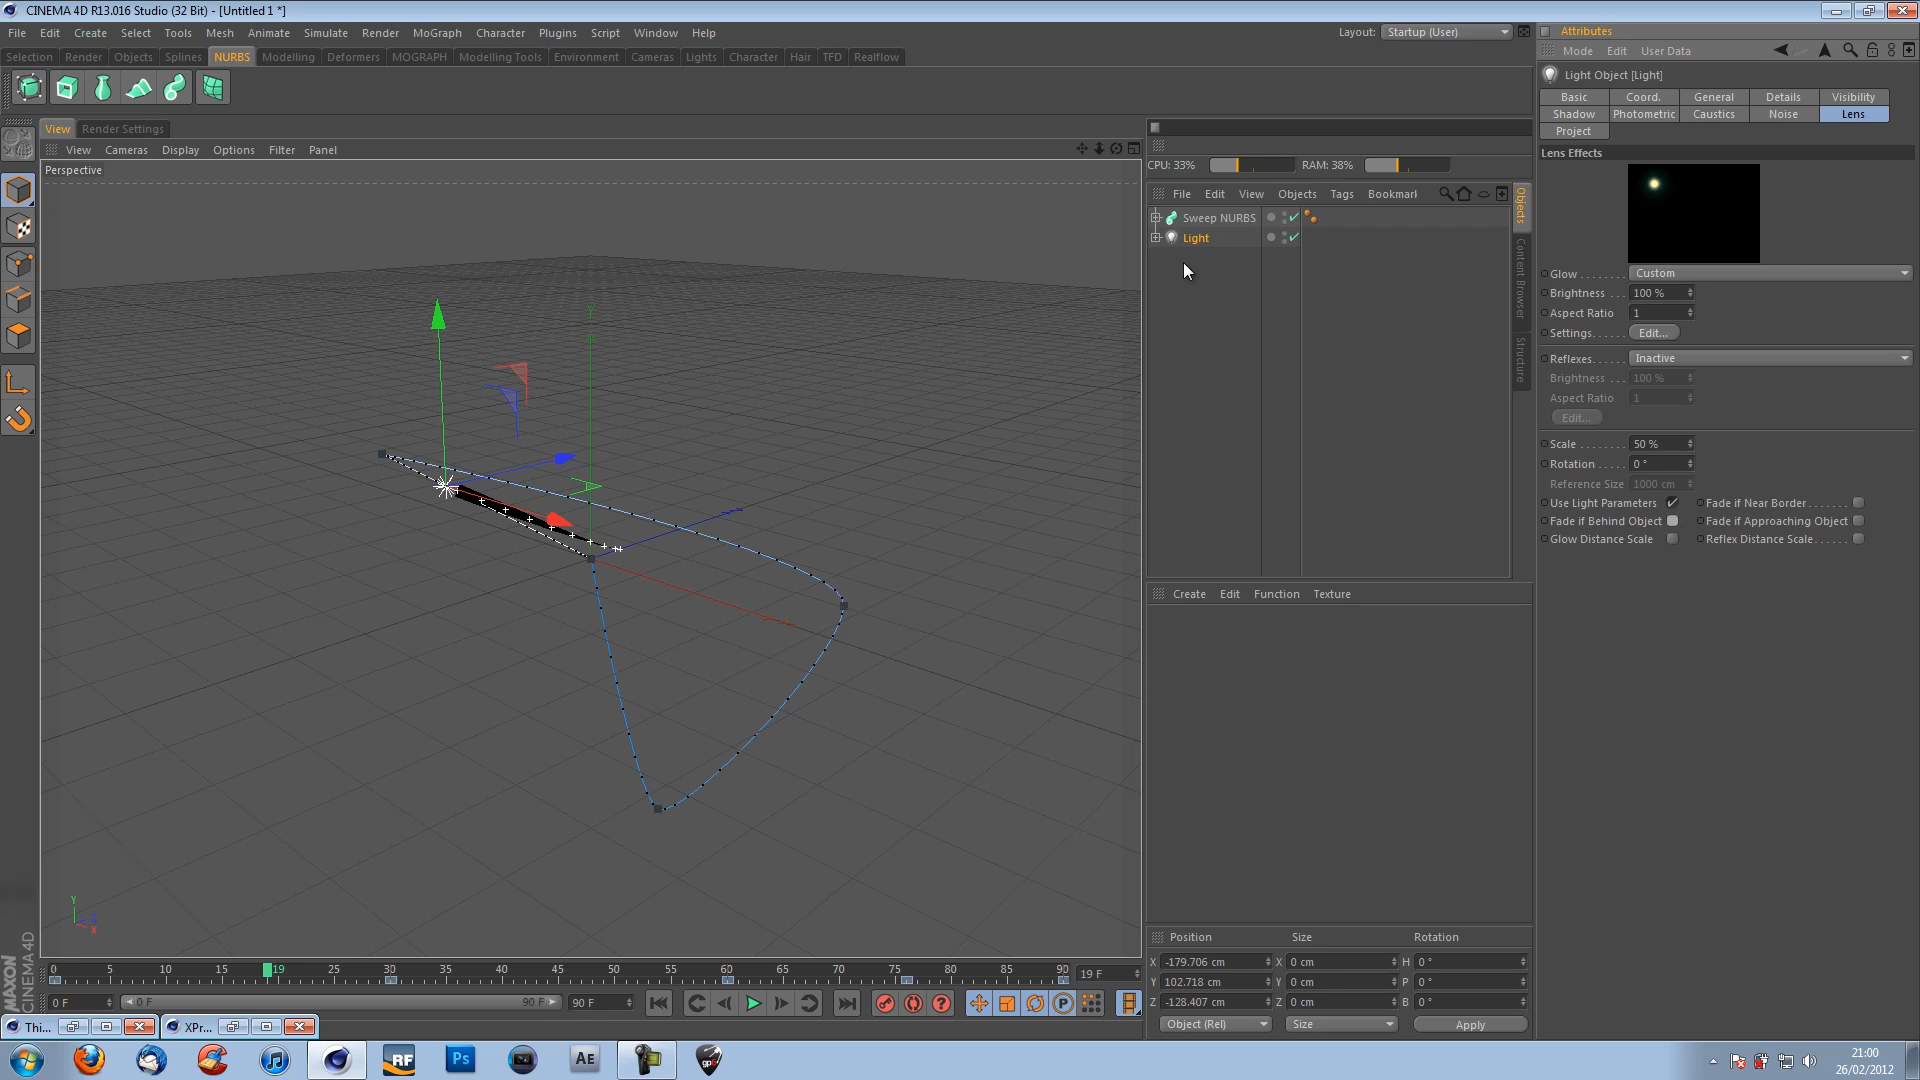 CINEMA 4D R13.016 Studio (32 Bit) - [Untitled 1 *]
File Edit Create Select Tools Mesh Animate Simulate Render MoGraph Character Plugins Script Window Help
Layout: Startup (User)
Selection Render Objects Splines NURBS Modelling Deformers MOGRAPH Modelling Tools Environment Cameras Lights Character Hair TFD Realflow
View Render Settings
View Cameras Display Options Filter Panel
Perspective
Y
CPU: 33% RAM: 38%
File Edit View Objects Tags Bookmark
Sweep NURBS
Light
Objects
Content Browser
Structure
Create Edit Function Texture
Attributes
Mode Edit User Data
Light Object [Light]
Basic Coord. General Details Visibility
Shadow Photometric Caustics Noise Lens
Project
Lens Effects
Glow . . . . . . . Custom
Brightness . . . 100 %
Aspect Ratio 1
Settings. . . . . . Edit...
Reflexes. . . . . . Inactive
Brightness . . . 100 %
Aspect Ratio 1
Edit...
Scale . . . . . . . . 50 %
Rotation . . . . . 0 °
Reference Size 1000 cm
Use Light Parameters Fade if Near Border . . . . . . .
Fade if Behind Object Fade if Approaching Object
Glow Distance Scale Reflex Distance Scale. . . . . .
Y
Z
X
MAXON
CINEMA 4D
0 5 10 15 19 25 30 35 40 45 50 55 60 65 70 75 80 85 90 19 F
0 F 0 F 90 F 90 F
Position Size Rotation
X -179.706 cm X 0 cm H 0 °
Y 102.718 cm Y 0 cm P 0 °
Z -128.407 cm Z 0 cm B 0 °
Object (Rel) Size Apply
Thi... XPr...
RF Ps AE gp6
21:00
26/02/2012